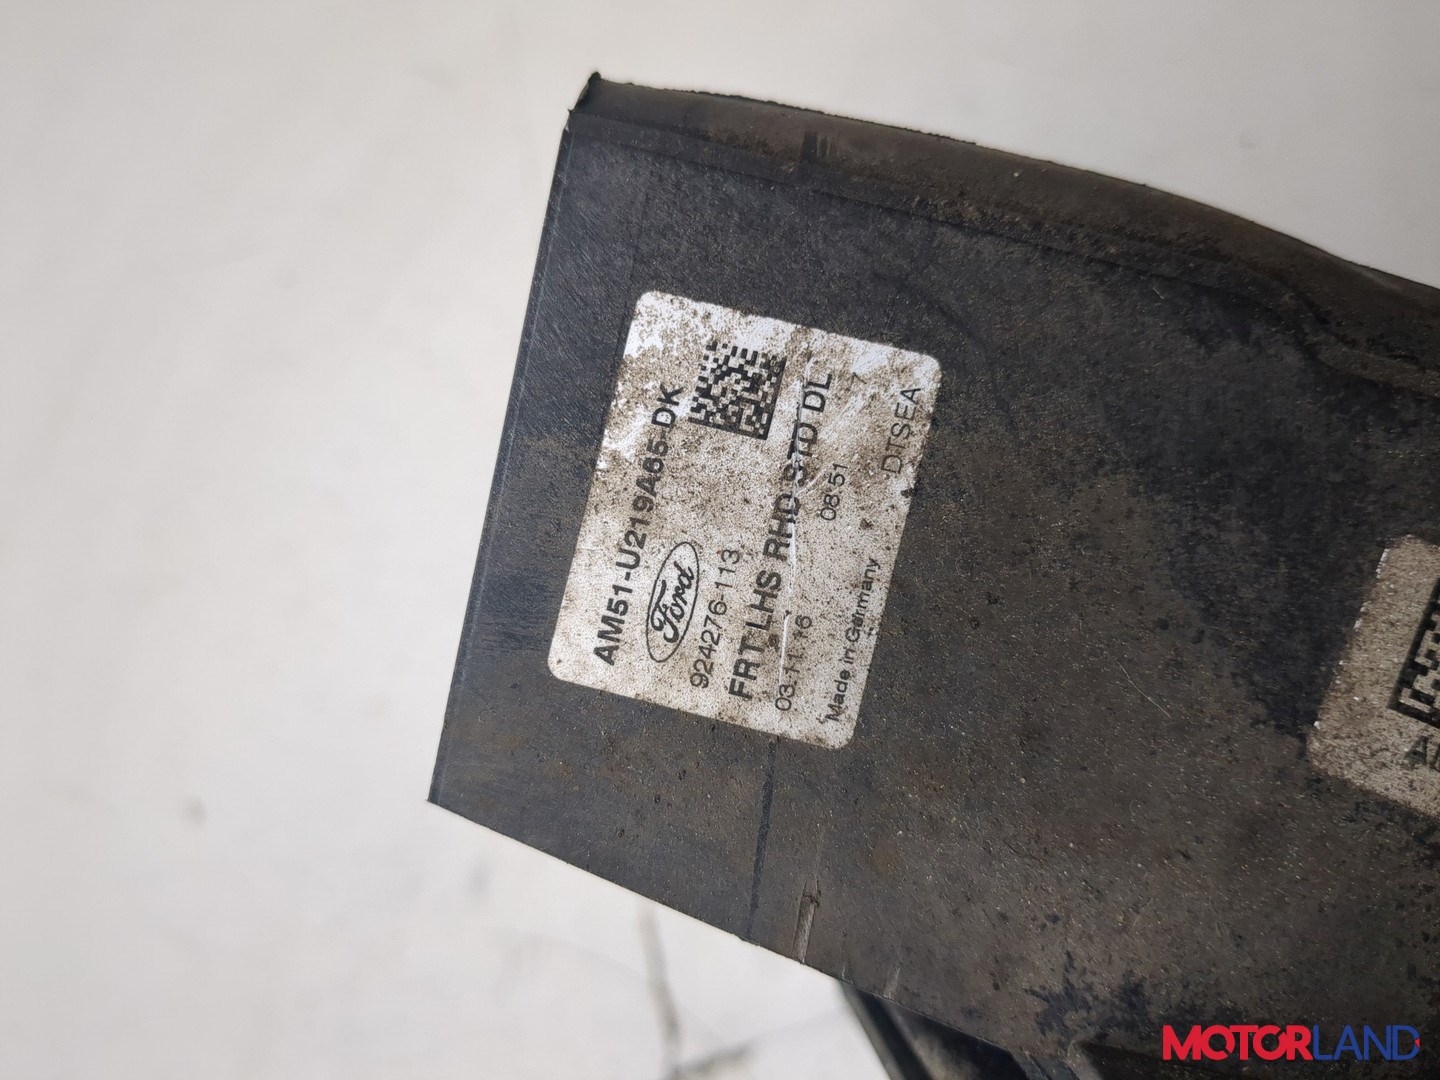 AM51-U219A65-DK
Ford
924276-113
FRT LHS RHD STD DL
03.11.16 08:51 7
Made in Germany DTSEA
MOTORLAND